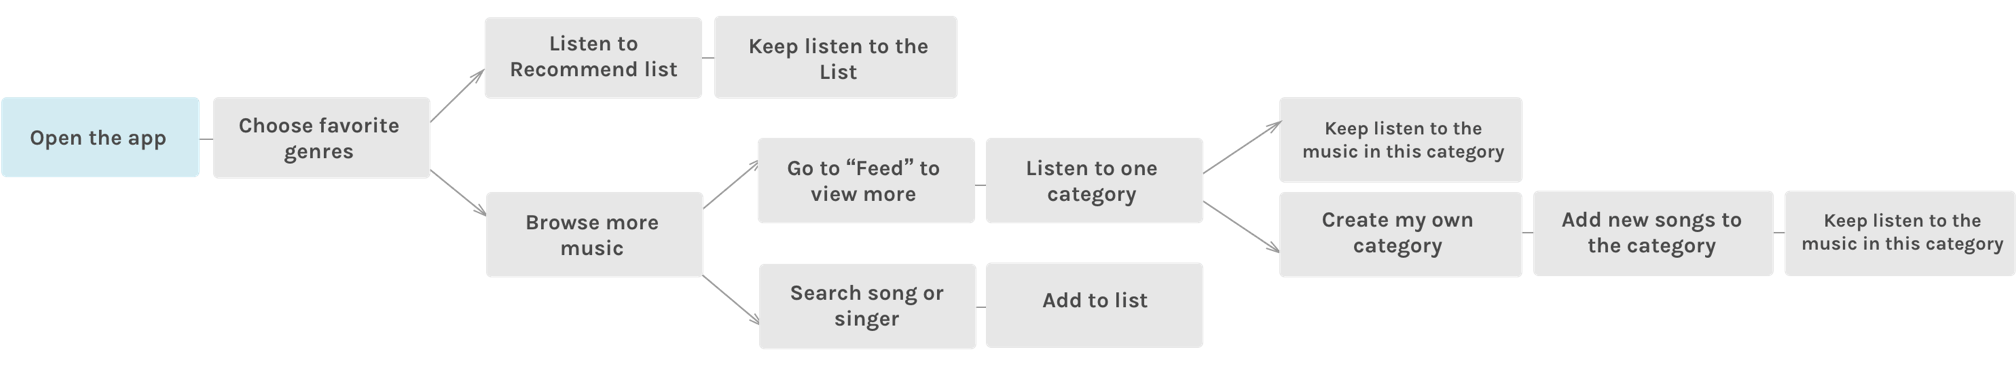 Open the app
Choose favorite
genres
Listen to
Recommend list
Keep listen to the
List
Browse more
music
Go to “Feed” to
view more
Listen to one
category
Keep listen to the
music in this category
Create my own
category
Add new songs to
the category
Keep listen to the
music in this category
Search song or
singer
Add to list